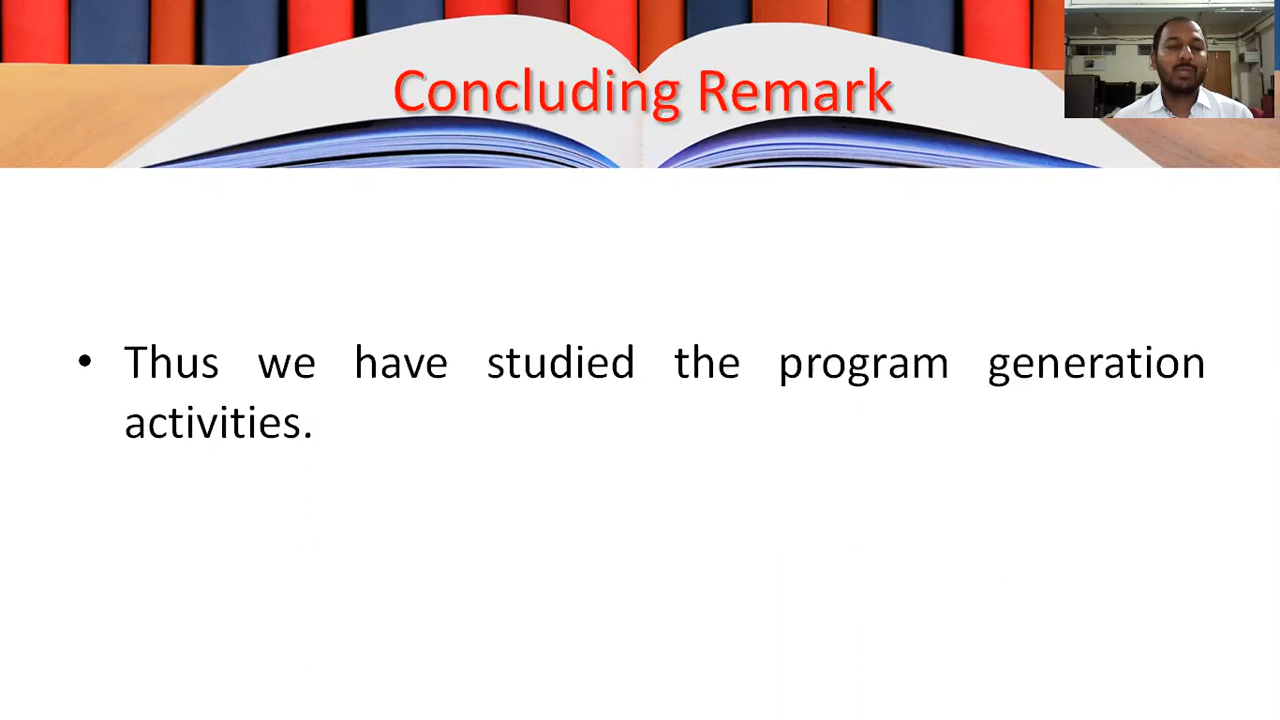 Concluding Remark
• Thus we have studied the program generation
activities.